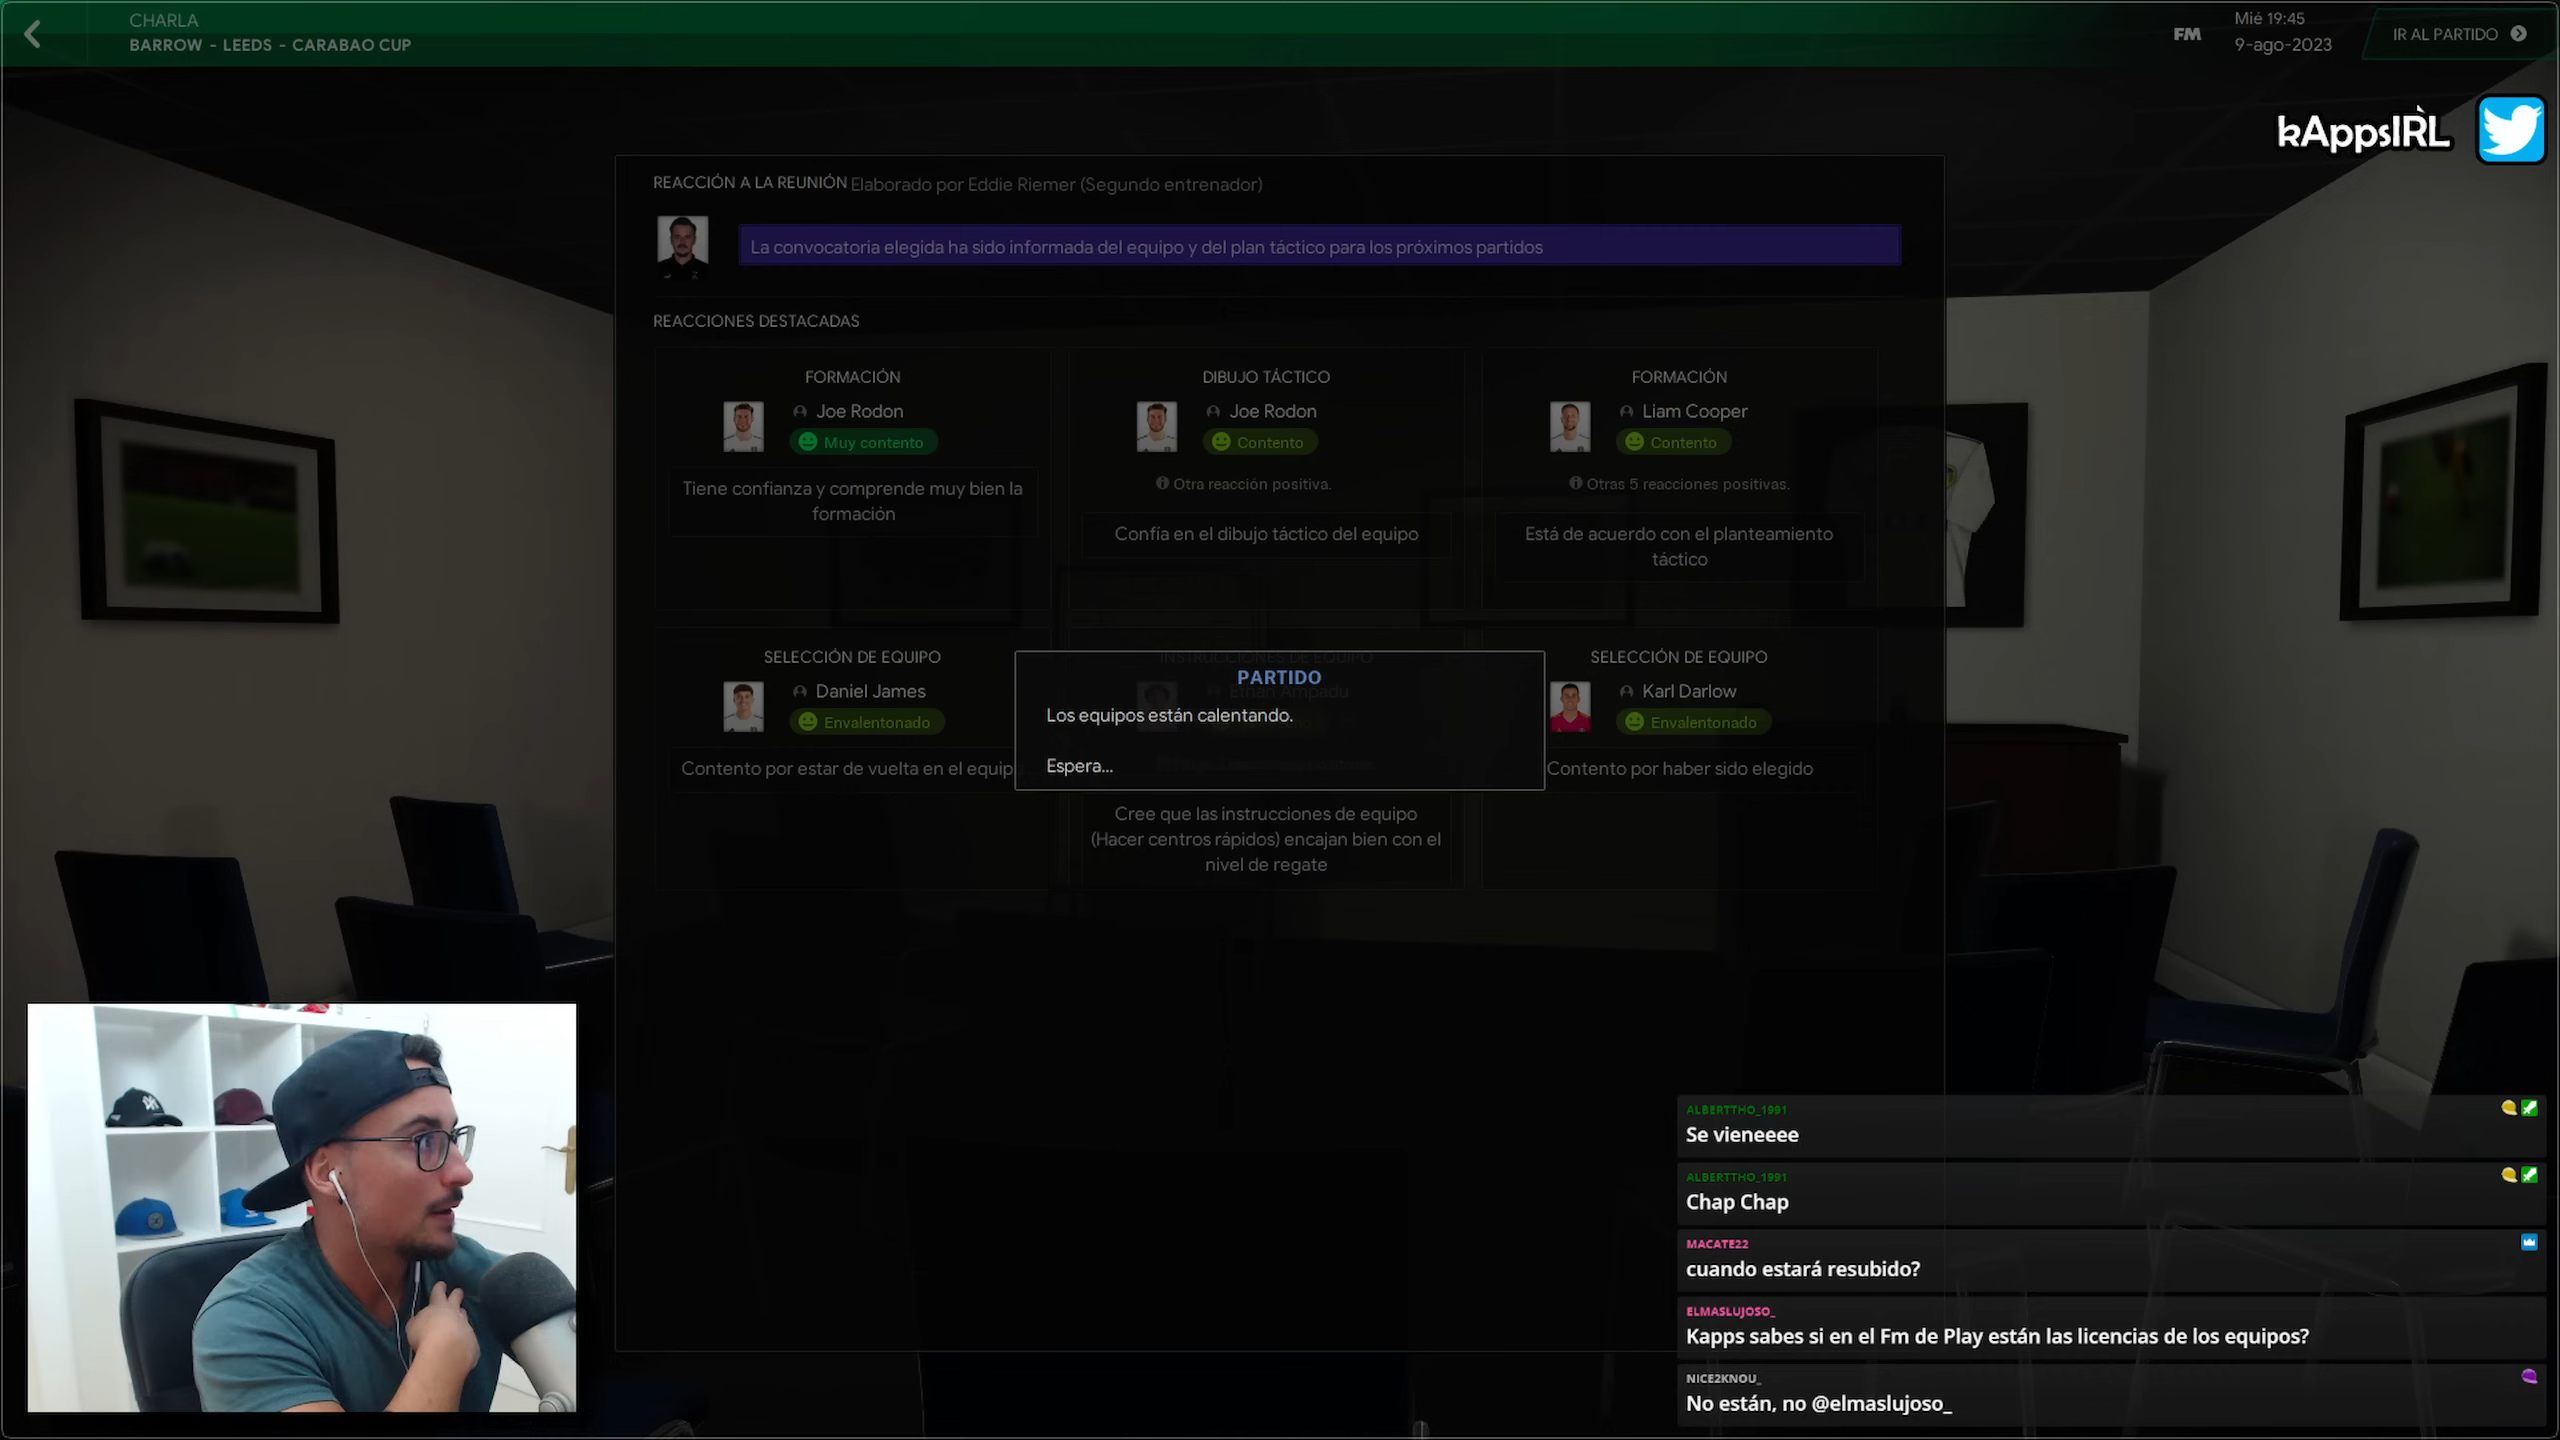 CHARLA
BARROW - LEEDS - CARABAO CUP
FM
Mié 19:45
9-ago-2023
IR AL PARTIDO
kAppsIRL
REACCIÓN A LA REUNIÓN Elaborado por Eddie Riemer (Segundo entrenador)
La convocatoria elegida ha sido informada del equipo y del plan táctico para los próximos partidos
REACCIONES DESTACADAS
FORMACIÓN
Joe Rodon
Muy contento
Tiene confianza y comprende muy bien la
formación
DIBUJO TÁCTICO
Joe Rodon
Contento
Otra reacción positiva.
Confía en el dibujo táctico del equipo
FORMACIÓN
Liam Cooper
Contento
Otras 5 reacciones positivas.
Está de acuerdo con el planteamiento
táctico
SELECCIÓN DE EQUIPO
Daniel James
Envalentonado
Contento por estar de vuelta en el equip
INSTRUCCIONES DE EQUIPO
Ethan Ampadu
Cree que las instrucciones de equipo
(Hacer centros rápidos) encajan bien con el
nivel de regate
SELECCIÓN DE EQUIPO
Karl Darlow
Envalentonado
Contento por haber sido elegido
PARTIDO
Los equipos están calentando.
Espera...
ALBERTTHO_1991
Se vieneeee
ALBERTTHO_1991
Chap Chap
MACATE22
cuando estará resubido?
ELMASLUJOSO_
Kapps sabes si en el Fm de Play están las licencias de los equipos?
NICE2KNOU_
No están, no @elmaslujoso_